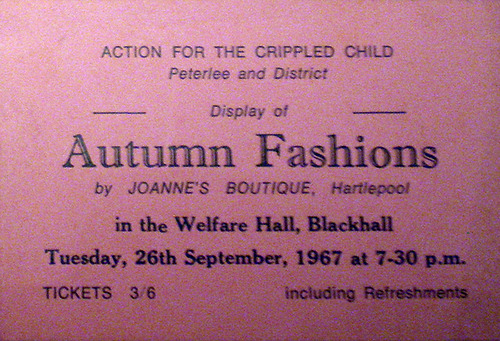 ACTION FOR THE CRIPPLED CHILD
Peterlee and District
Display of
Autumn Fashions
by JOANNE'S BOUTIQUE, Hartlepool
in the Welfare Hall, Blackhall
Tuesday, 26th September, 1967 at 7-30 p.m.
TICKETS 3/6 including Refreshments